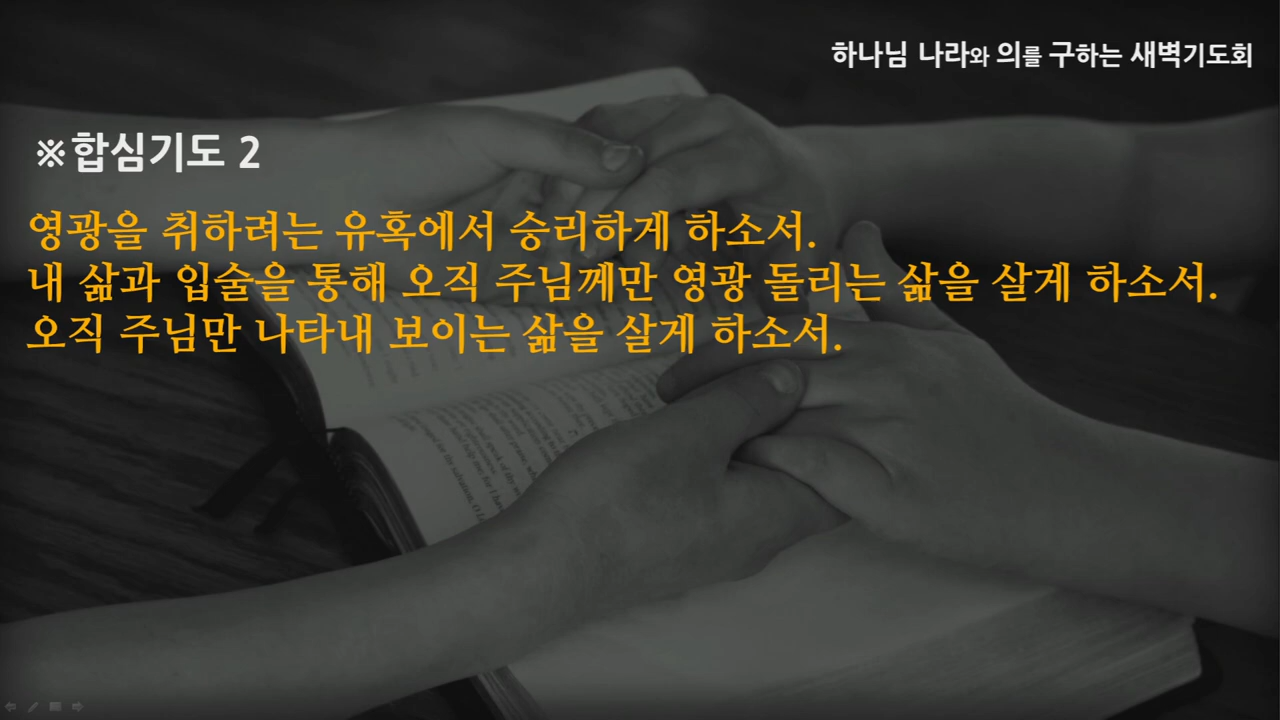 하나님 나라와 의를 구하는 새벽기도회
※합심기도 2
영광을 취하려는 유혹에서 승리하게 하소서.
내 삶과 입술을 통해 오직 주님께만 영광 돌리는 삶을 살게 하소서.
오직 주님만 나타내 보이는 삶을 살게 하소서.